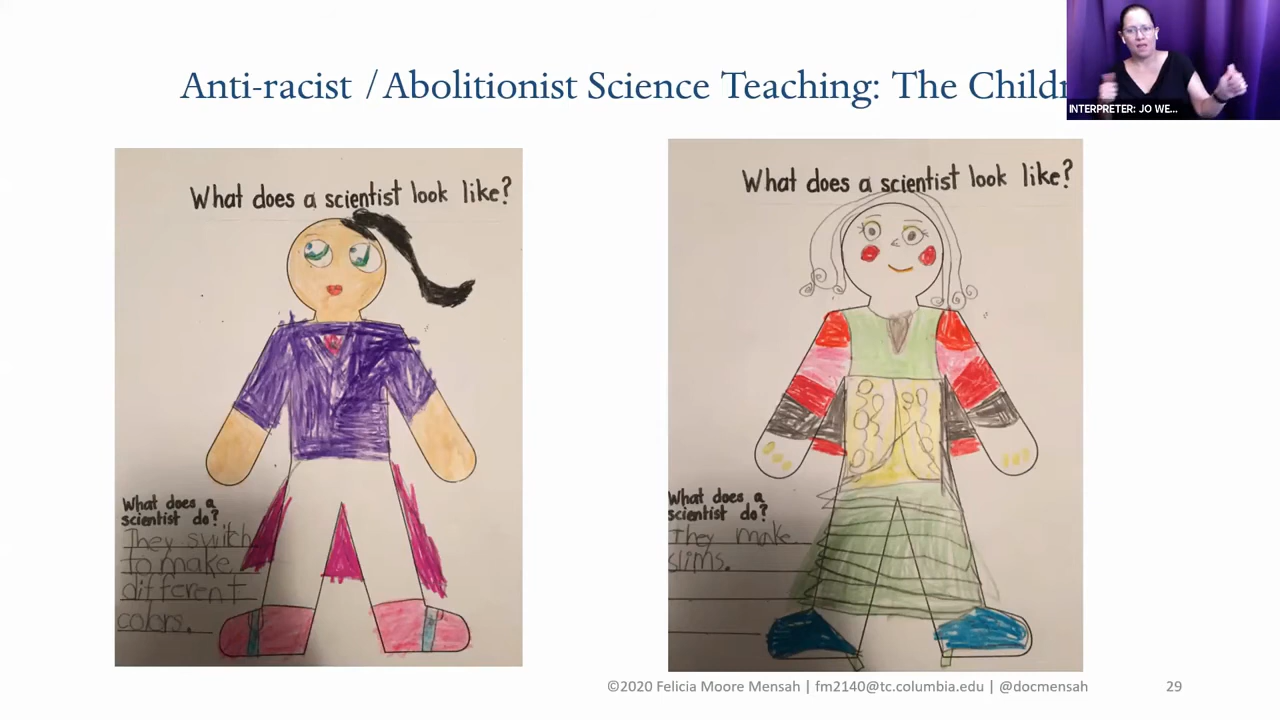 Anti-racist / Abolitionist Science Teaching: The Childr
INTERPRETER: JO WE...
What does a scientist look like?
What does a
scientist do?
They switch
to make
different
colors.
What does a scientist look like?
What does a
scientist do?
They make
slims.
©2020 Felicia Moore Mensah | fm2140@tc.columbia.edu | @docmensah
29